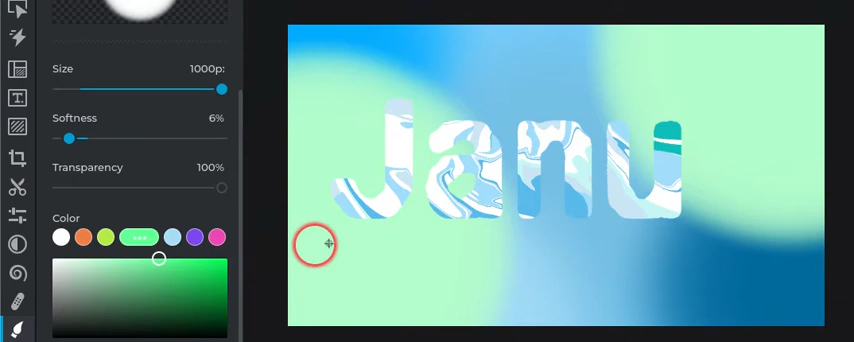 Size 1000p:
Softness 6%
Transparency 100%
Color
Janu